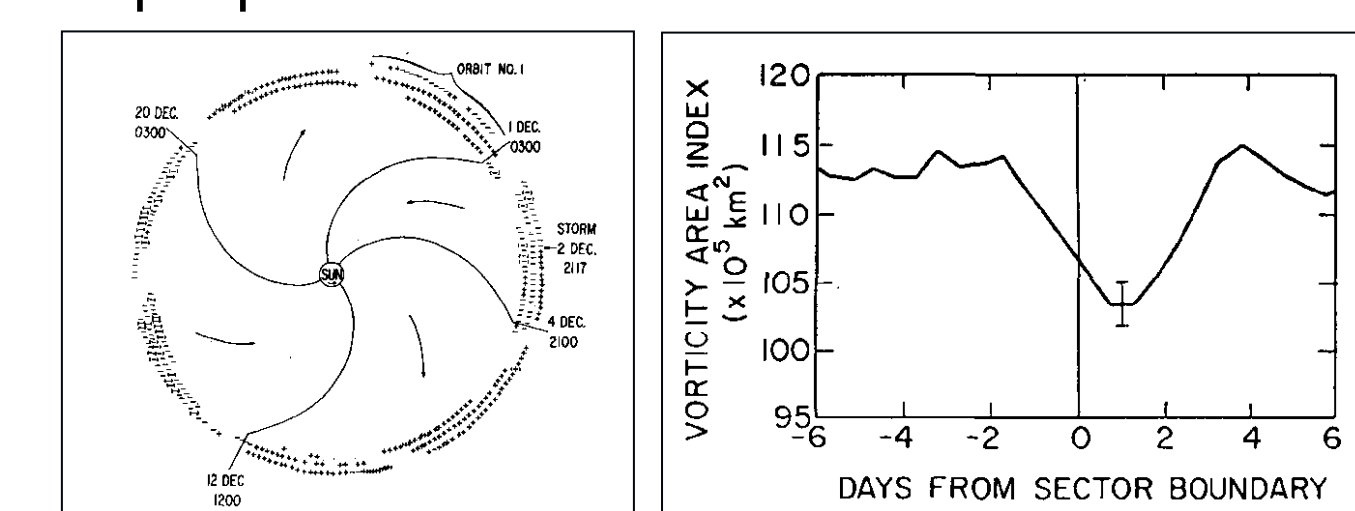 ORBIT NO. 1
20 DEC.
0300
1 DEC.
0300
STORM
2 DEC.
2117
SUN
4 DEC.
2100
12 DEC
1200
VORTICITY AREA INDEX
(x 10⁵ km²)
120
115
110
105
100
95
-6 -4 -2 0 2 4 6
DAYS FROM SECTOR BOUNDARY